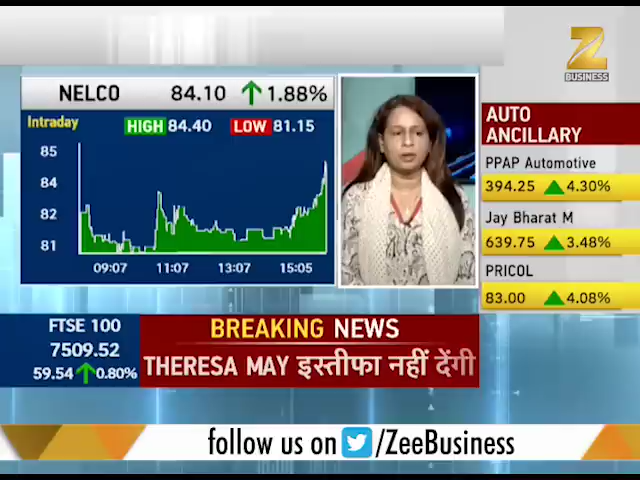 Z
BUSINESS
NELCO 84.10 1.88%
Intraday HIGH 84.40 LOW 81.15
85
84
82
81
09:07 11:07 13:07 15:05
AUTO
ANCILLARY
PPAP Automotive
394.25 4.30%
Jay Bharat M
639.75 3.48%
PRICOL
83.00 4.08%
FTSE 100
7509.52
59.54 0.80%
BREAKING NEWS
THERESA MAY इस्तीफा नहीं देंगी
follow us on /ZeeBusiness